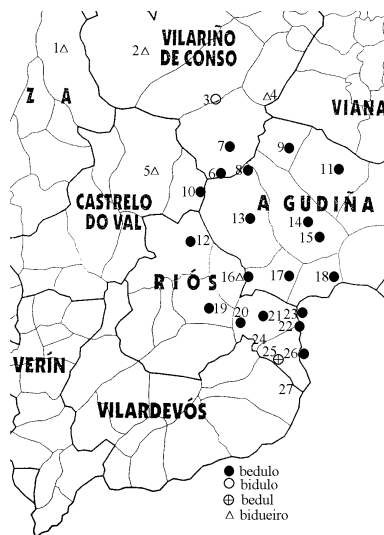 VILARIÑO
DE CONSO
1
2
Z A
3
4
VIANA
7
9
5
6
8
11
10
CASTRELO
DO VAL
A GUDIÑA
13
14
15
12
RIÓS
16
17
18
19
20
21
23
22
24
25
26
VERÍN
27
VILARDEVÓS
bedulo
bidulo
bedul
bidueiro